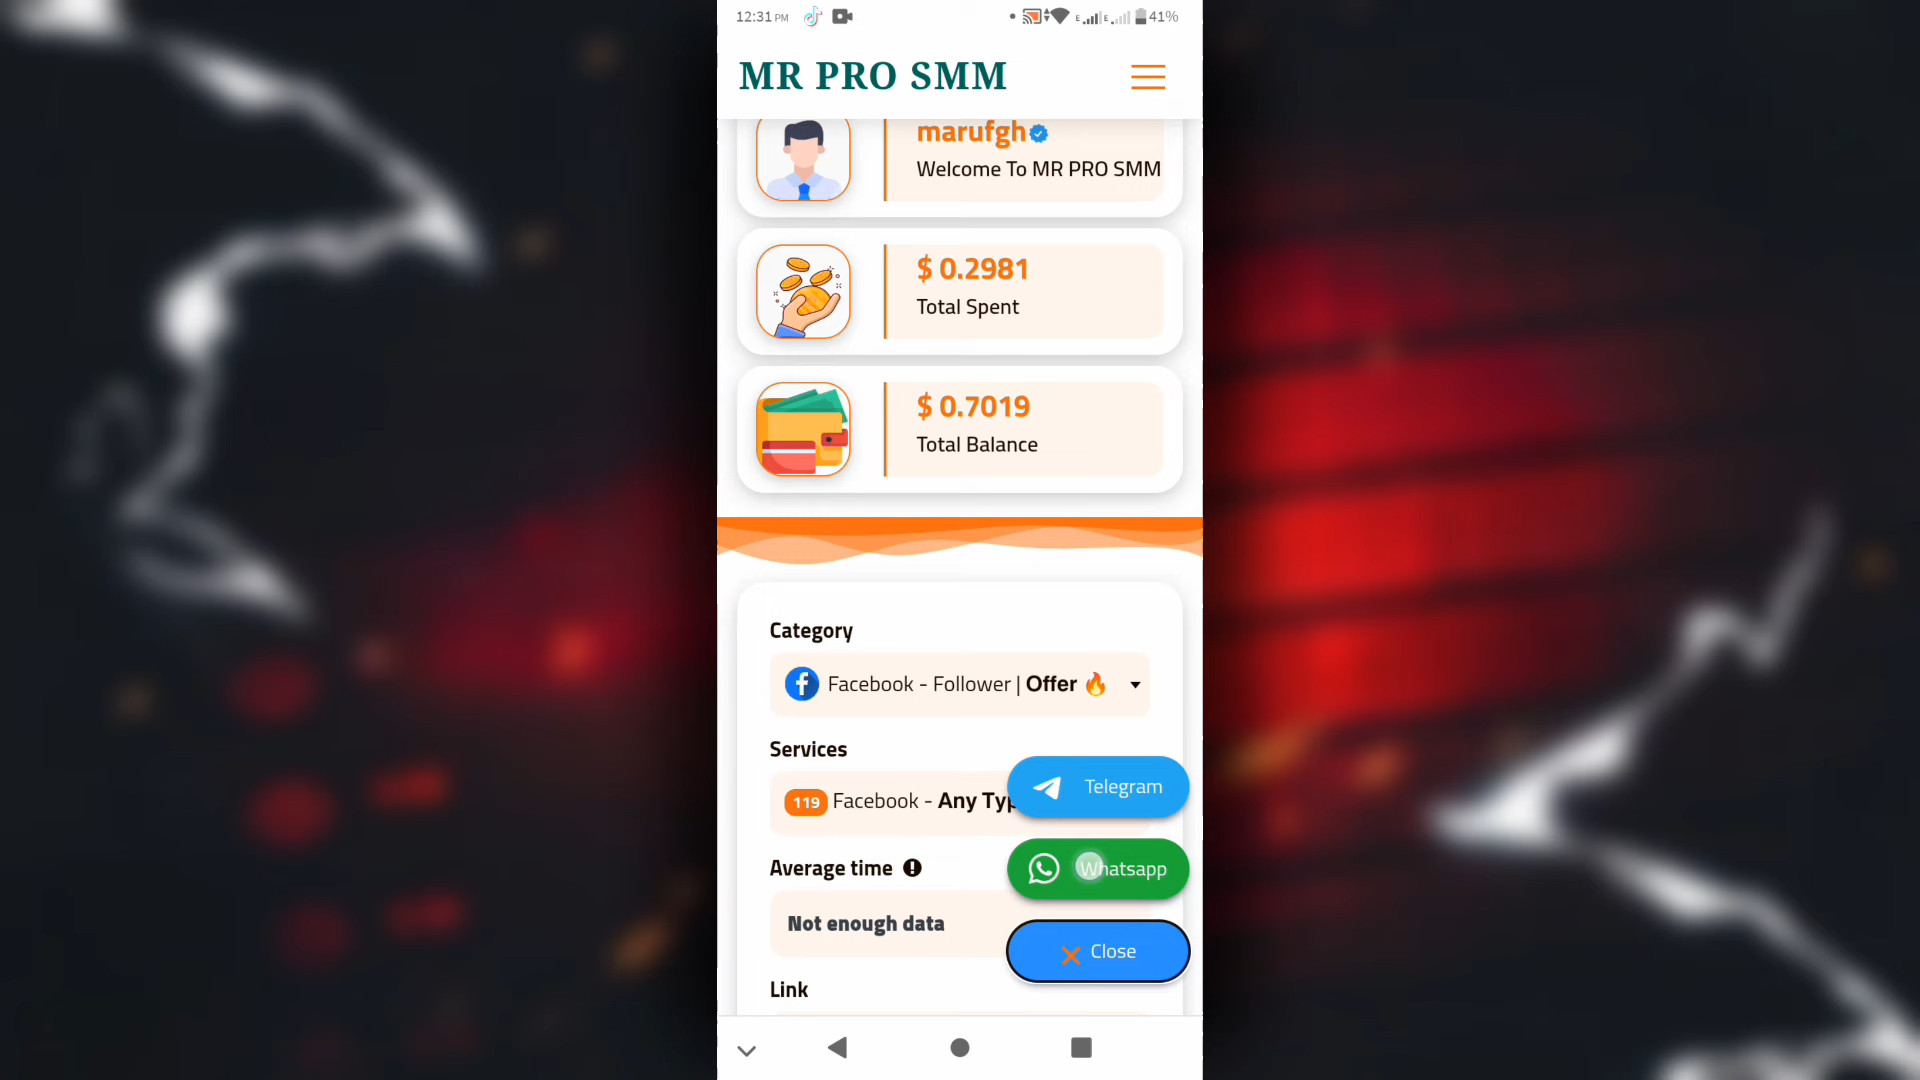 12:31 PM
41%
MR PRO SMM
marufgh
Welcome To MR PRO SMM
$ 0.2981
Total Spent
$ 0.7019
Total Balance
Category
Facebook - Follower | Offer 🔥
Services
119 Facebook - Any Typ
Telegram
Average time
Whatsapp
Not enough data
Close
Link